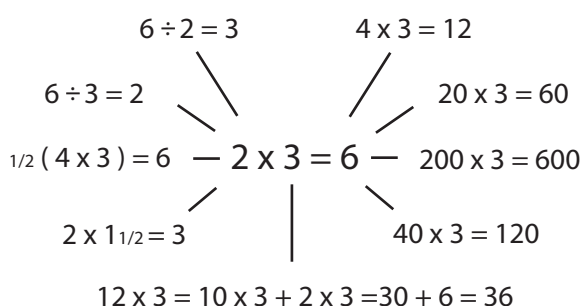 6 ÷ 2 = 3
4 x 3 = 12
6 ÷ 3 = 2
20 x 3 = 60
1/2 ( 4 x 3 ) = 6
2 x 3 = 6
200 x 3 = 600
2 x 1 1/2 = 3
40 x 3 = 120
12 x 3 = 10 x 3 + 2 x 3 =30 + 6 = 36